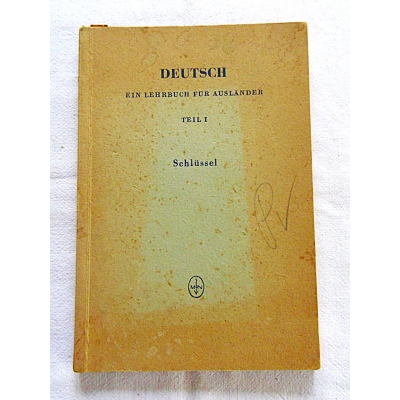 DEUTSCH
EIN LEHRBUCH FÜR AUSLÄNDER
TEIL I
Schlüssel